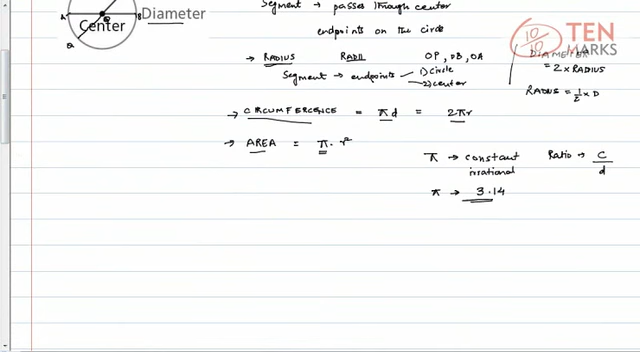 Segment → passes through center
A B Diameter
Center
Q
endpoints on the circle
10/10 TEN MARKS
DIAMETER = 2 × RADIUS
RADIUS = 1/2 × D
→ RADIUS RADII OP, OB, OA
Segment → endpoints 1) circle
2) center
→ CIRCUMFERENCE = πd = 2πr
→ AREA = π. r²
π → constant Ratio → C/d
irrational
π → 3.14